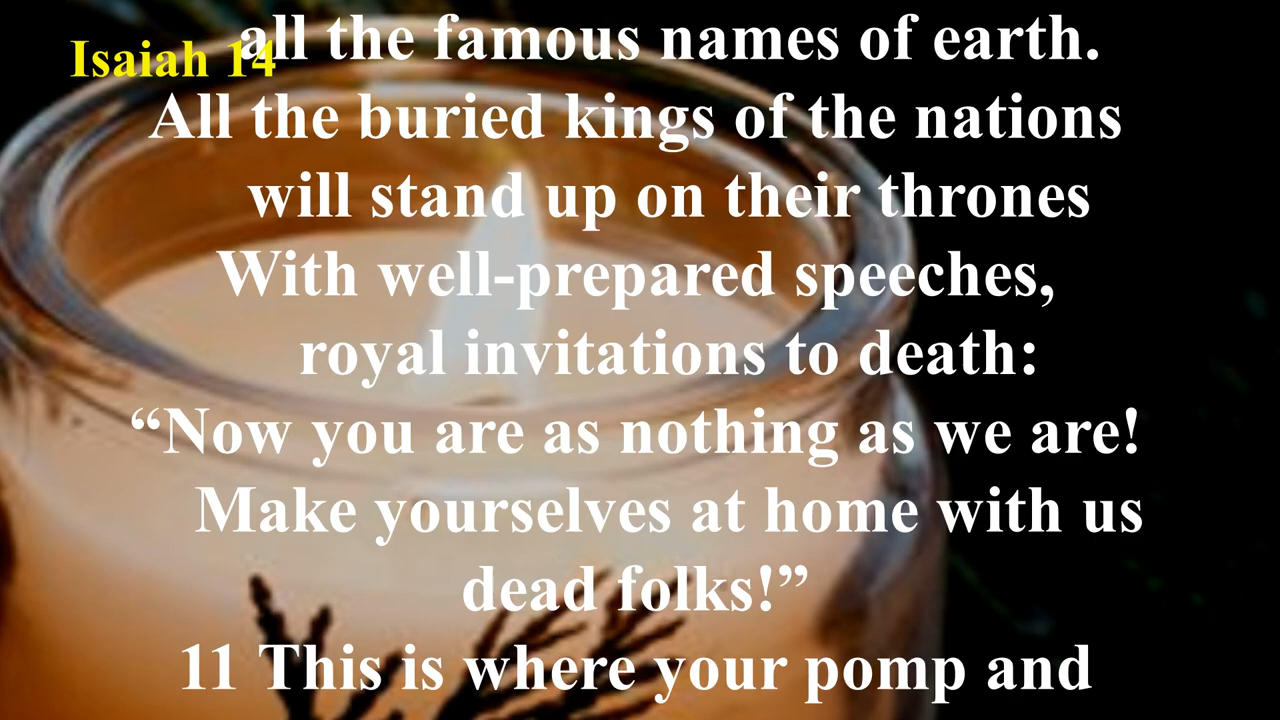 Isaiah 14
all the famous names of earth.
All the buried kings of the nations
will stand up on their thrones
With well-prepared speeches,
royal invitations to death:
“Now you are as nothing as we are!
Make yourselves at home with us
dead folks!”
11 This is where your pomp and